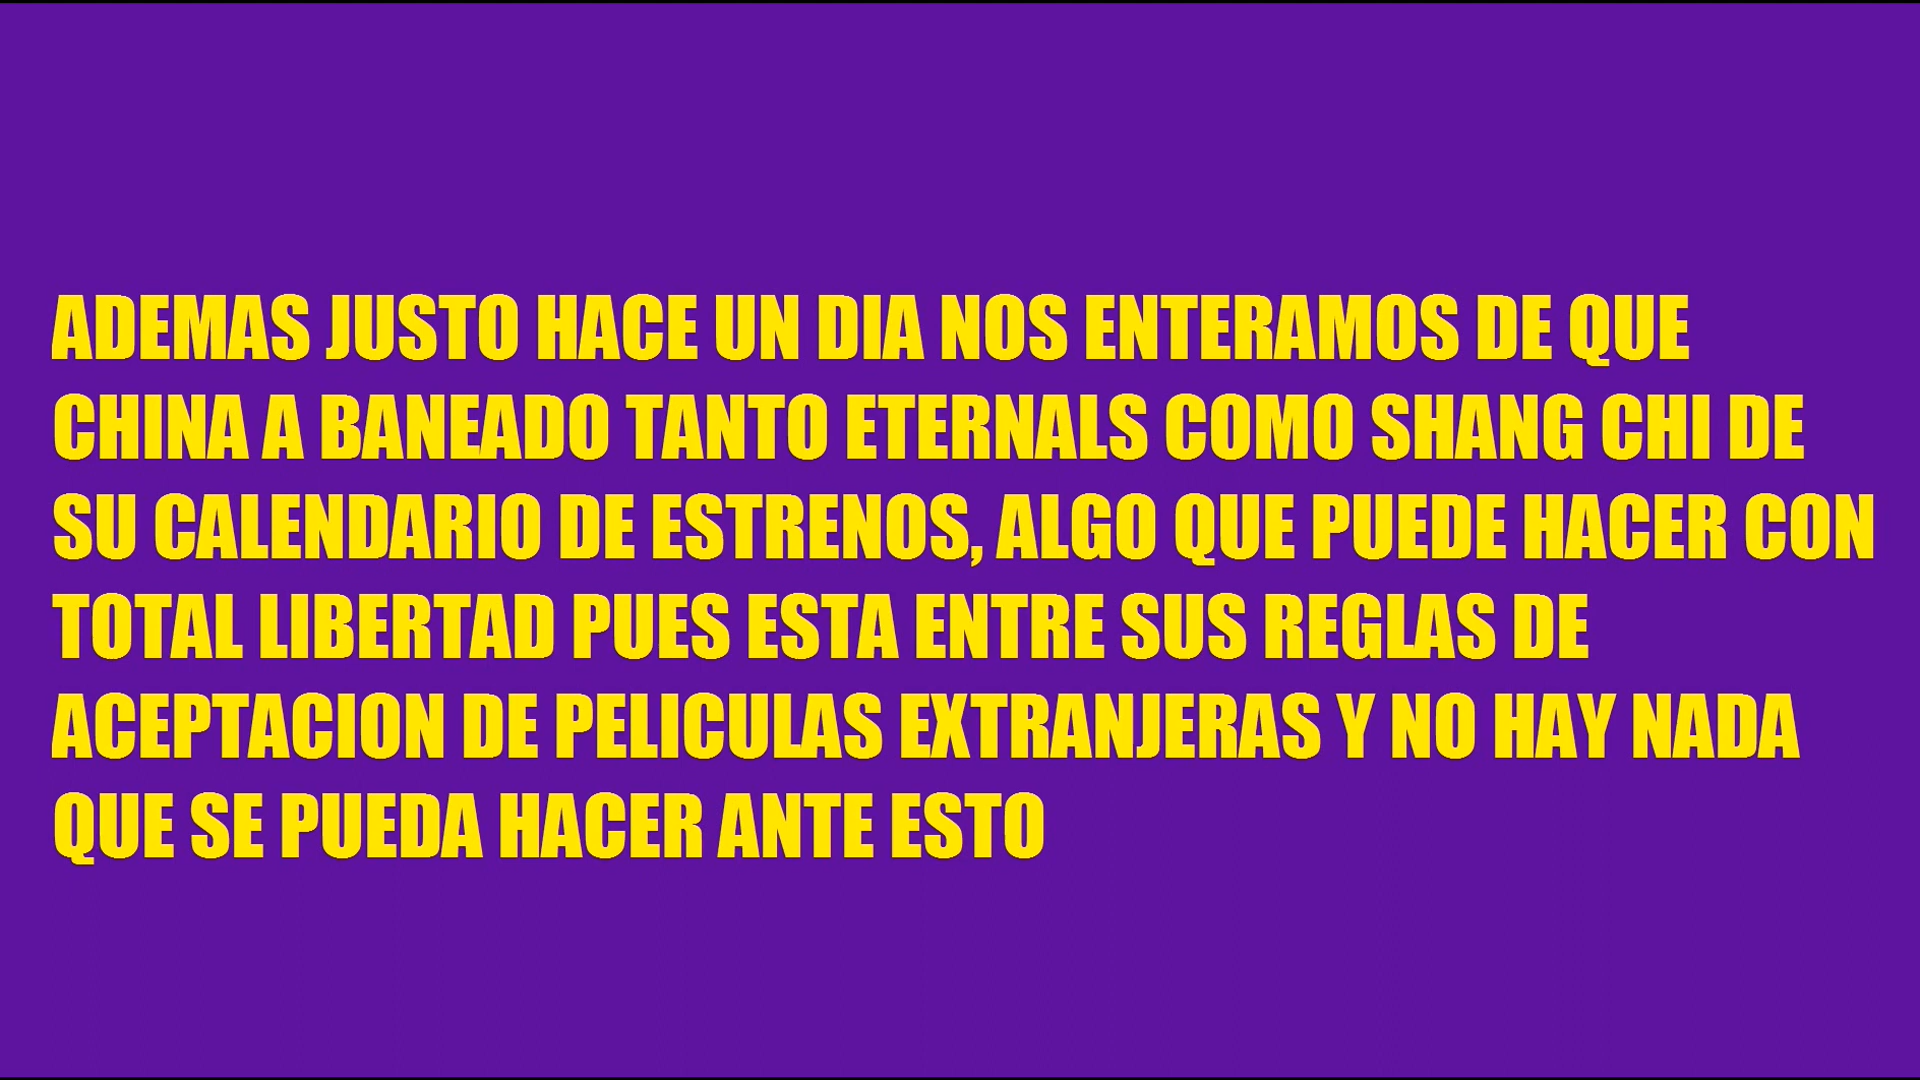 ADEMAS JUSTO HACE UN DIA NOS ENTERAMOS DE QUE
CHINA A BANEADO TANTO ETERNALS COMO SHANG CHI DE
SU CALENDARIO DE ESTRENOS, ALGO QUE PUEDE HACER CON
TOTAL LIBERTAD PUES ESTA ENTRE SUS REGLAS DE
ACEPTACION DE PELICULAS EXTRANJERAS Y NO HAY NADA
QUE SE PUEDA HACER ANTE ESTO